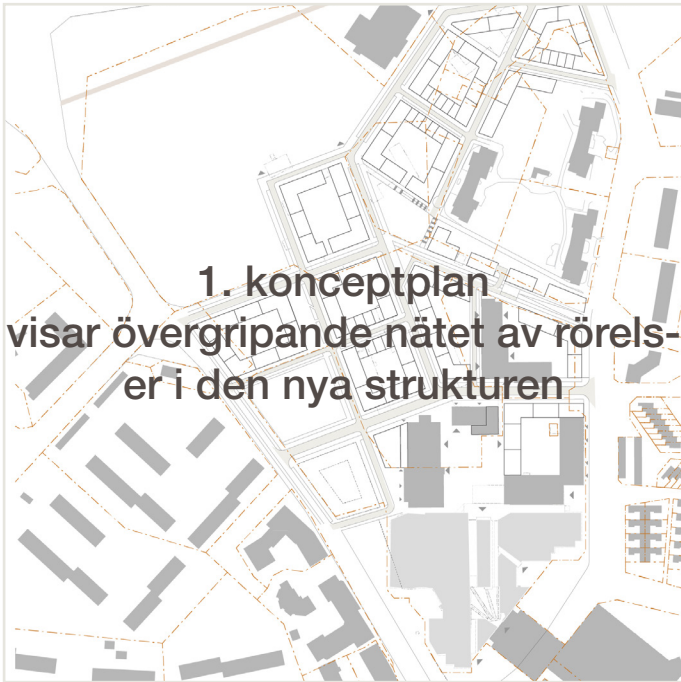 1. konceptplan
visar övergripande nätet av rörels-
er i den nya strukturen